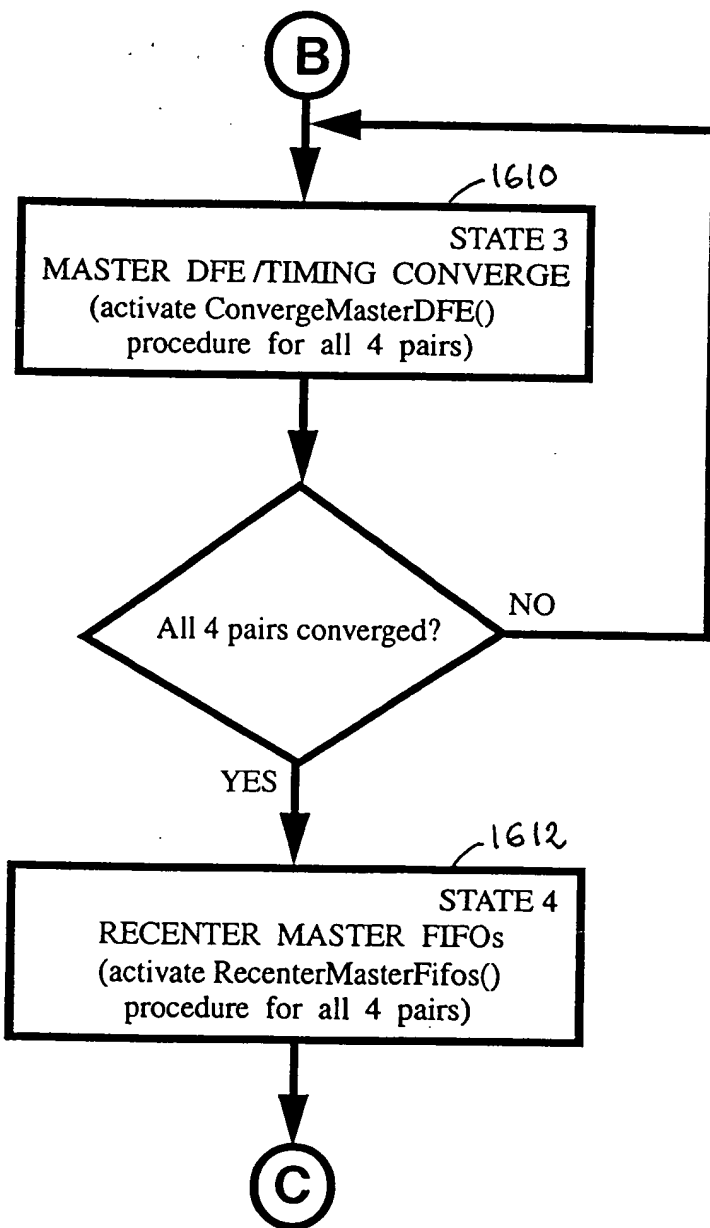 B
1610
STATE 3
MASTER DFE/TIMING CONVERGE
(activate ConvergeMasterDFE()
procedure for all 4 pairs)
All 4 pairs converged?
NO
YES
1612
STATE 4
RECENTER MASTER FIFOs
(activate RecenterMasterFifos()
procedure for all 4 pairs)
C